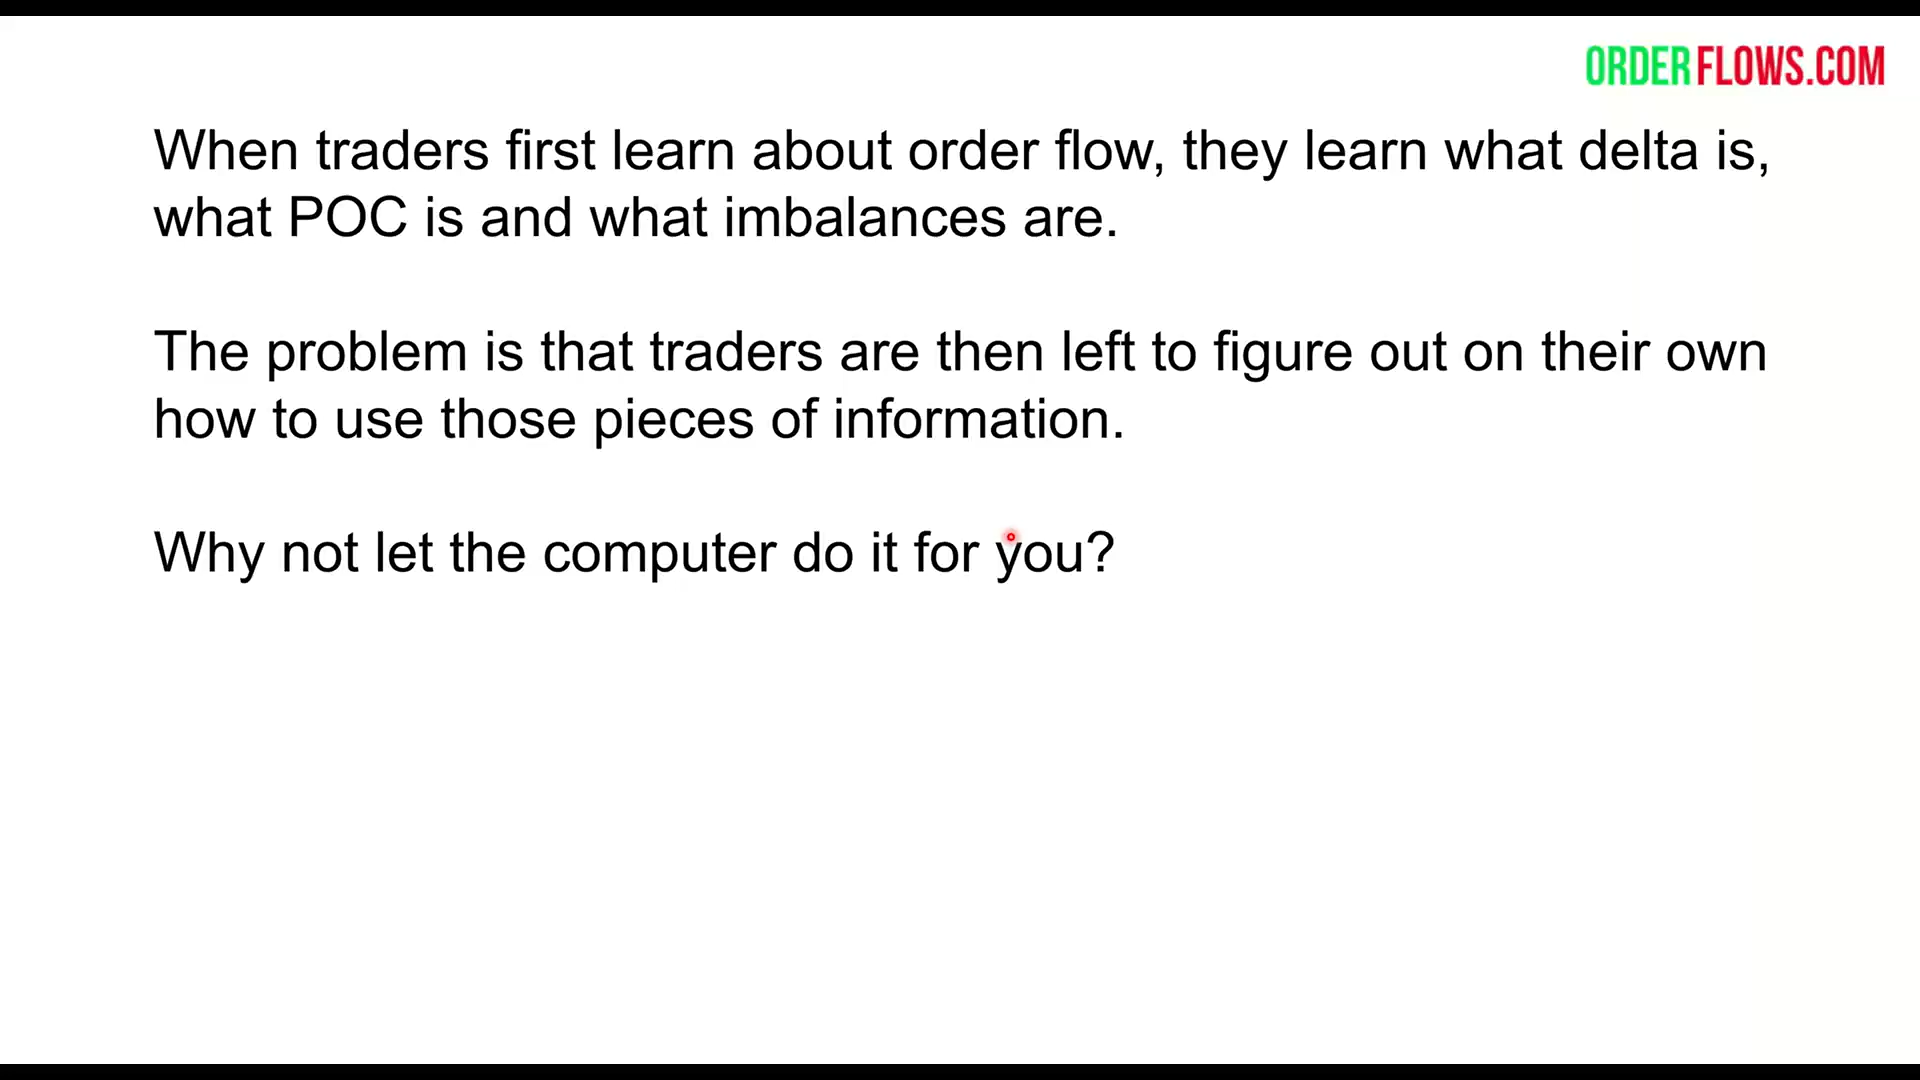 ORDERFLOWS.COM
When traders first learn about order flow, they learn what delta is,
what POC is and what imbalances are.
The problem is that traders are then left to figure out on their own
how to use those pieces of information.
Why not let the computer do it for you?